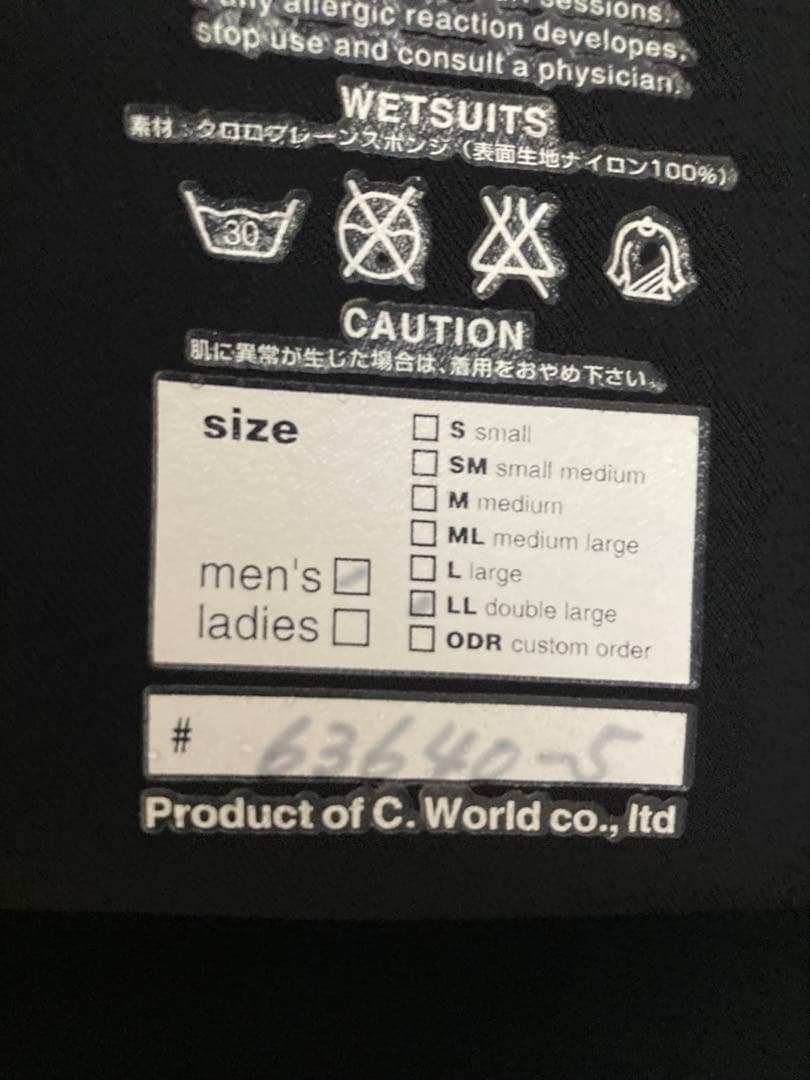 any allergic reaction developes,
stop use and consult a physician.
WETSUITS
素材：クロロプレーンスポンジ（表面生地ナイロン100%）
30
CAUTION
肌に異常が生じた場合は、着用をおやめ下さい。
size
S small
SM small medium
M medium
ML medium large
L large
LL double large
ODR custom order
men's
ladies
# 63640-5
Product of C. World co., ltd